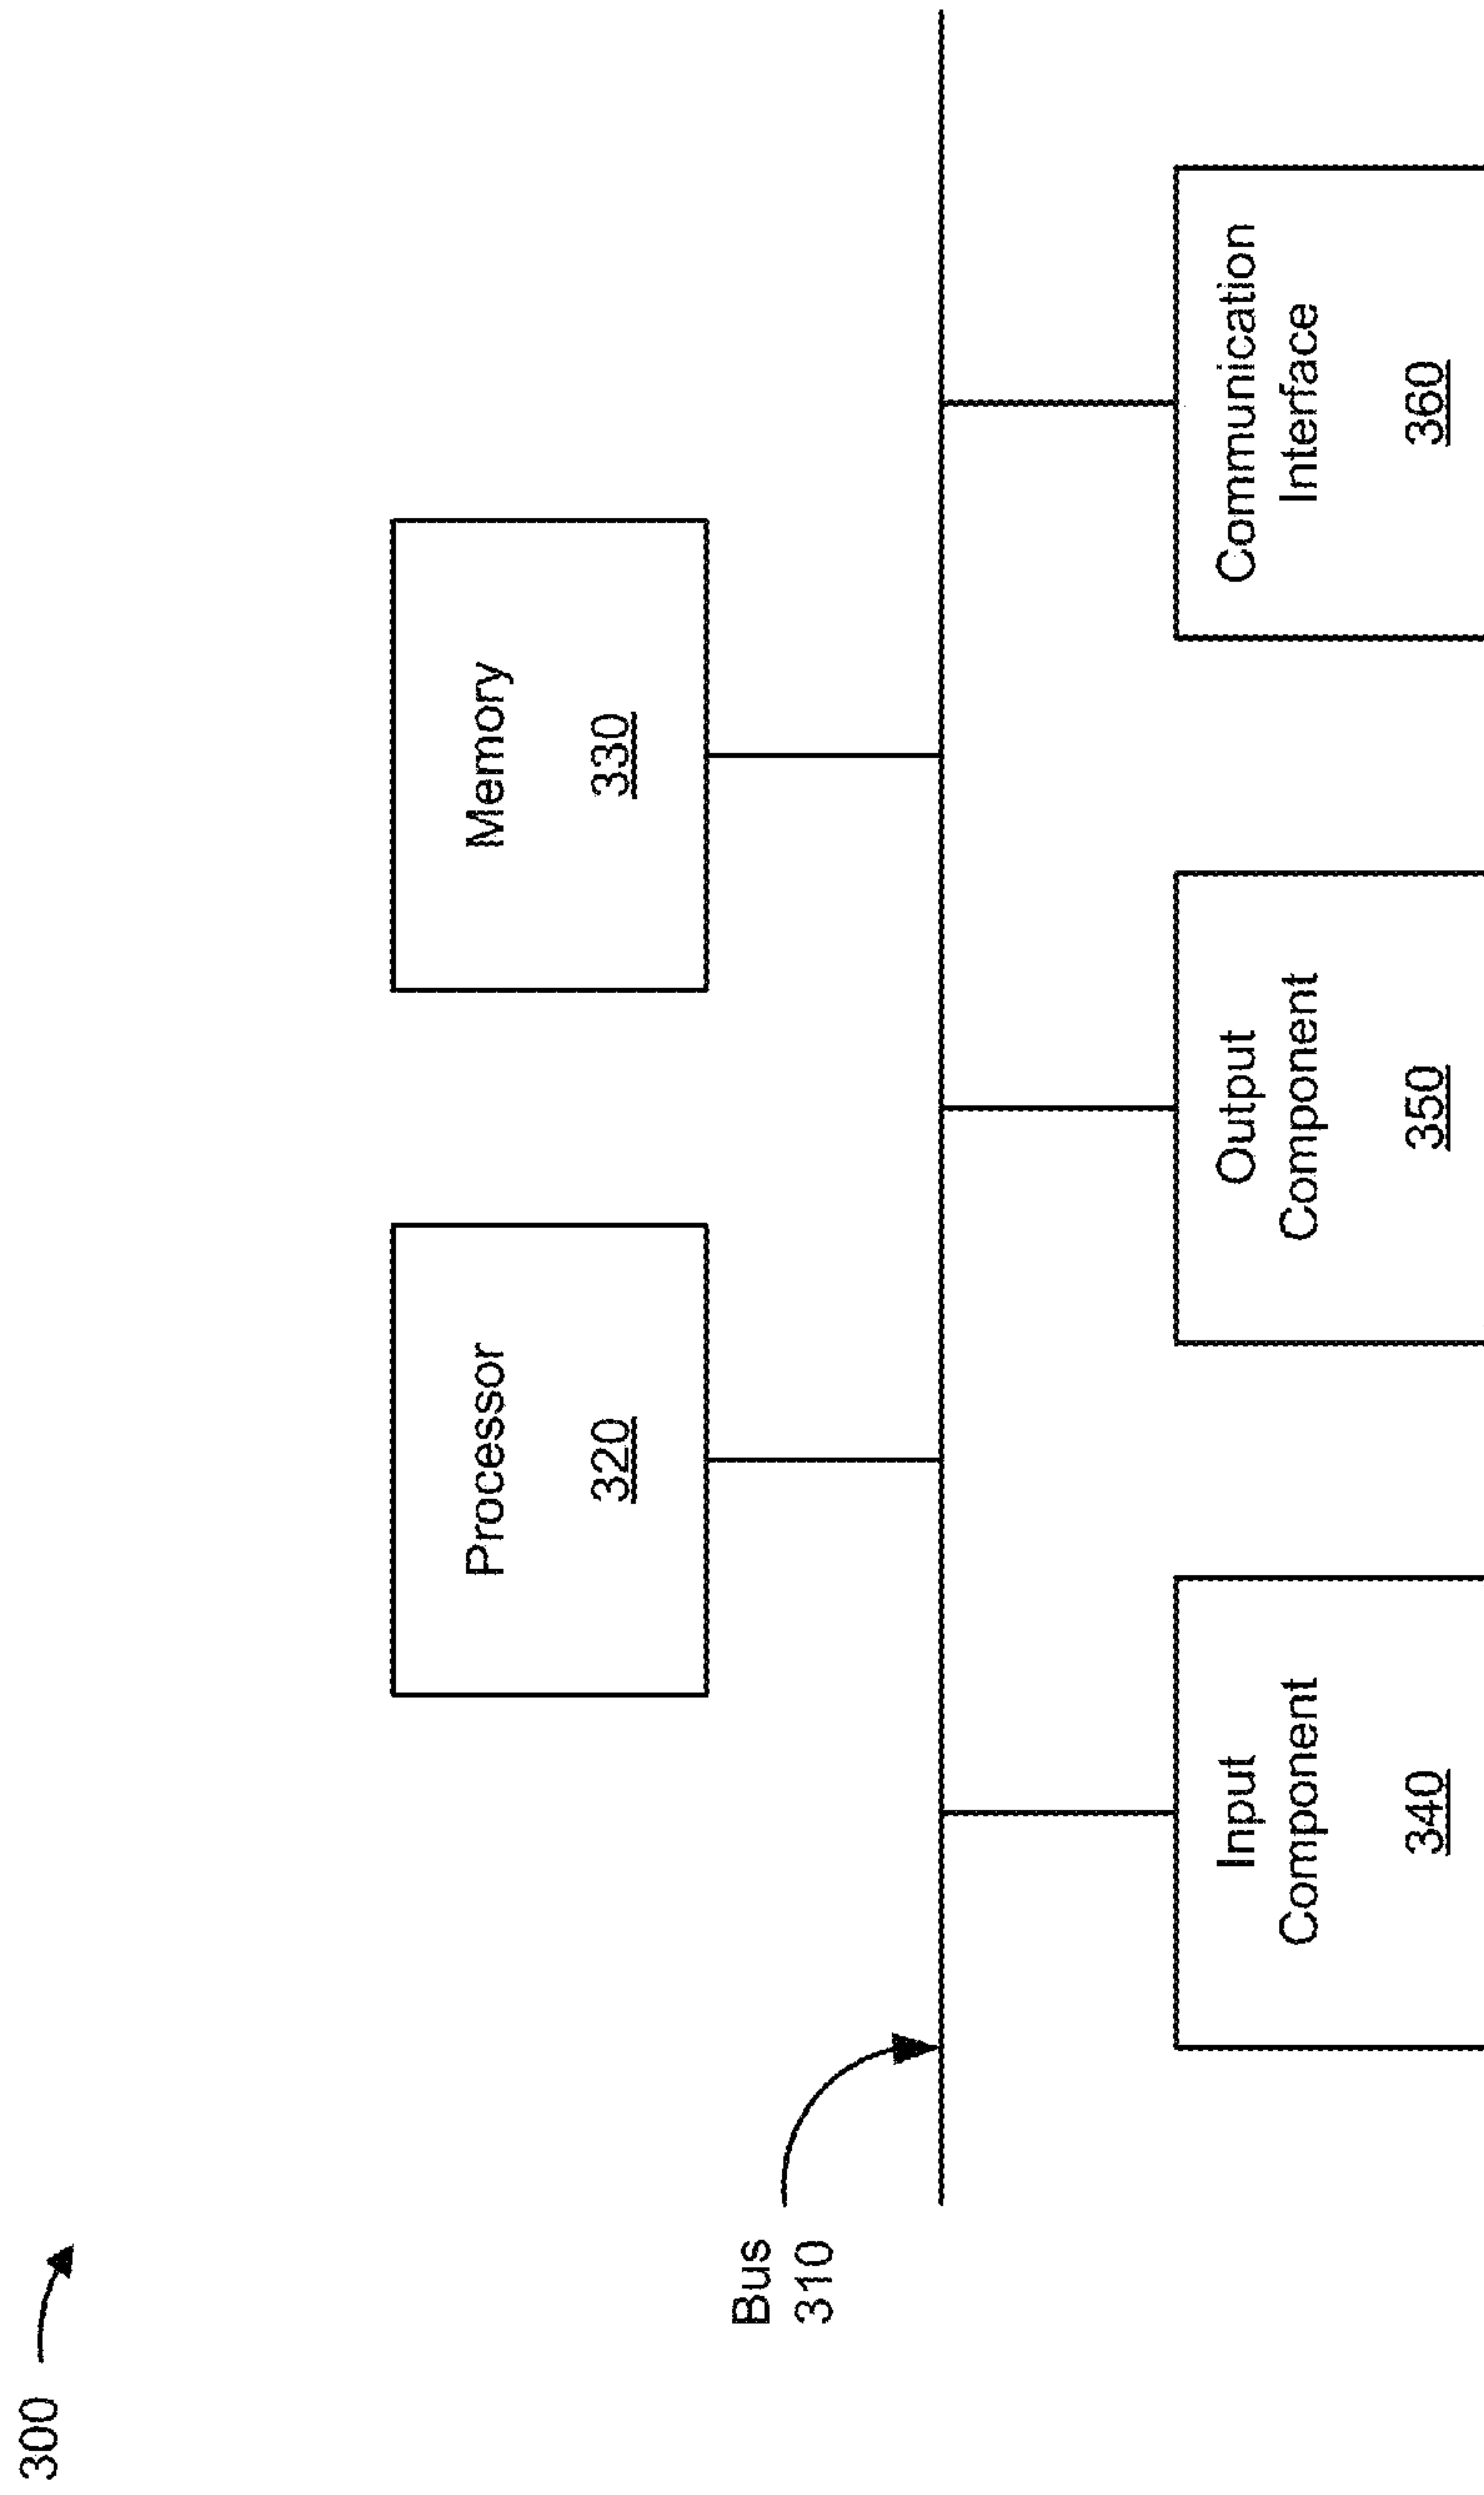 300
Processor
320
Memory
330
Bus
310
Input
Component
340
Output
Component
350
Communication
Interface
360